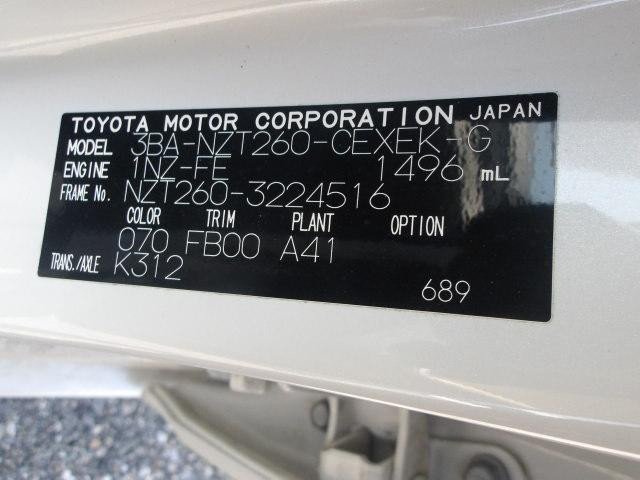 TOYOTA MOTOR CORPORATION JAPAN
MODEL 3BA-NZT260-CEXEK-G
ENGINE 1NZ-FE 1496 mL
FRAME No. NZT260-3224516
COLOR TRIM PLANT OPTION
070 FB00 A41
TRANS./AXLE K312
689